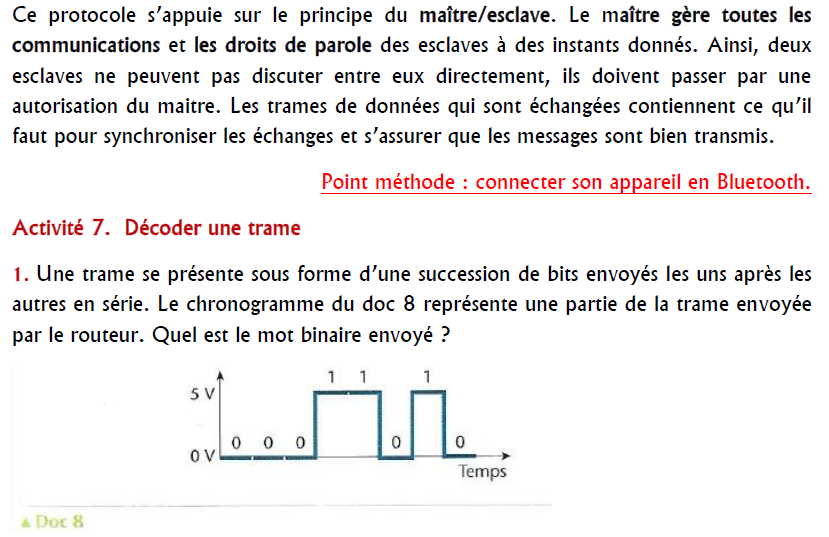 Ce protocole s’appuie sur le principe du maître/esclave. Le maître gère toutes les
communications et les droits de parole des esclaves à des instants donnés. Ainsi, deux
esclaves ne peuvent pas discuter entre eux directement, ils doivent passer par une
autorisation du maitre. Les trames de données qui sont échangées contiennent ce qu’il
faut pour synchroniser les échanges et s’assurer que les messages sont bien transmis.
Point méthode : connecter son appareil en Bluetooth.
Activité 7. Décoder une trame
1. Une trame se présente sous forme d’une succession de bits envoyés les uns après les
autres en série. Le chronogramme du doc 8 représente une partie de la trame envoyée
par le routeur. Quel est le mot binaire envoyé ?
1 1 1
5 V
0 0 0 0 0
0 V
Temps
▲ Doc 8